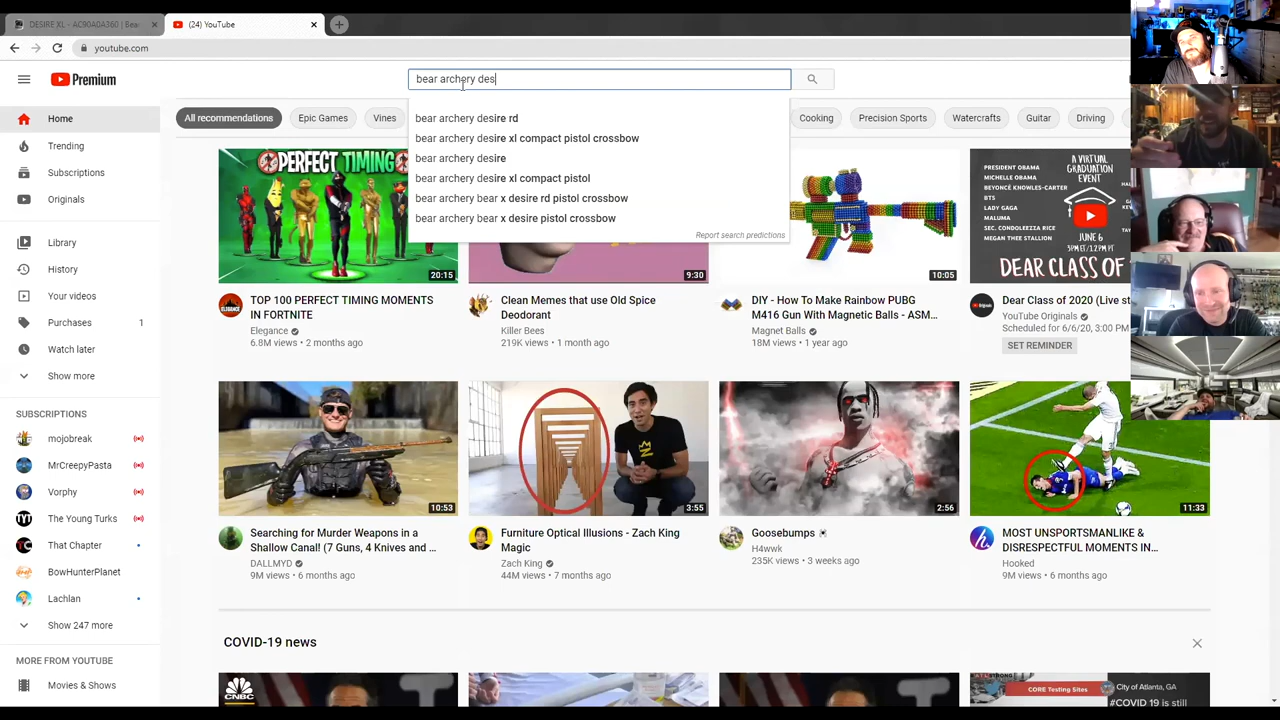 DESIRE XL - AC90A0A360 | Bea
(24) YouTube
youtube.com
Premium
bear archery des
bear archery desire rd
bear archery desire xl compact pistol crossbow
bear archery desire
bear archery desire xl compact pistol
bear archery bear x desire rd pistol crossbow
bear archery bear x desire pistol crossbow
Report search predictions
Home
Trending
Subscriptions
Originals
Library
History
Your videos
Purchases 1
Watch later
Show more
SUBSCRIPTIONS
mojobreak
MrCreepyPasta
Vorphy
The Young Turks
That Chapter
BowHunterPlanet
Lachlan
Show 247 more
MORE FROM YOUTUBE
Movies & Shows
All recommendations
Epic Games
Vines
Cooking
Precision Sports
Watercrafts
Guitar
Driving
PERFECT TIMING
20:15
TOP 100 PERFECT TIMING MOMENTS
IN FORTNITE
Elegance
6.8M views • 2 months ago
9:30
Clean Memes that use Old Spice
Deodorant
Killer Bees
219K views • 1 month ago
10:05
DIY - How To Make Rainbow PUBG
M416 Gun With Magnetic Balls - ASM...
Magnet Balls
18M views • 1 year ago
PRESIDENT OBAMA
MICHELLE OBAMA
BEYONCÉ KNOWLES-CARTER
BTS
LADY GAGA
MALUMA
SEC. CONDOLEEZZA RICE
MEGAN THEE STALLION
A VIRTUAL
GRADUATION
EVENT
JUNE 6
3PM ET/12PM PT
DEAR CLASS OF
Dear Class of 2020 (Live st
YouTube Originals
Scheduled for 6/6/20, 3:00 PM
SET REMINDER
10:53
Searching for Murder Weapons in a
Shallow Canal! (7 Guns, 4 Knives and ...
DALLMYD
9M views • 6 months ago
3:55
Furniture Optical Illusions - Zach King
Magic
Zach King
44M views • 7 months ago
2:56
Goosebumps
H4wwk
235K views • 3 weeks ago
11:33
MOST UNSPORTSMANLIKE &
DISRESPECTFUL MOMENTS IN...
Hooked
9M views • 6 months ago
COVID-19 news
CNBC
CORE Testing Sites
City of Atlanta, GA
#COVID 19 is still